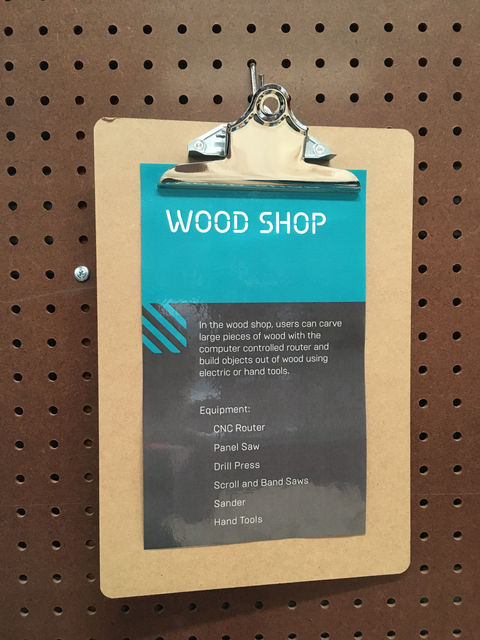 WOOD SHOP
In the wood shop, users can carve
large pieces of wood with the
computer controlled router and
build objects out of wood using
electric or hand tools.
Equipment:
CNC Router
Panel Saw
Drill Press
Scroll and Band Saws
Sander
Hand Tools